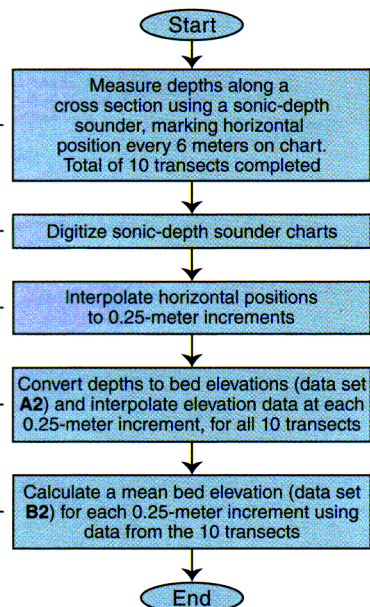 Start
Measure depths along a
cross section using a sonic-depth
sounder, marking horizontal
position every 6 meters on chart.
Total of 10 transects completed
Digitize sonic-depth sounder charts
Interpolate horizontal positions
to 0.25-meter increments
Convert depths to bed elevations (data set
A2) and interpolate elevation data at each
0.25-meter increment, for all 10 transects
Calculate a mean bed elevation (data set
B2) for each 0.25-meter increment using
data from the 10 transects
End